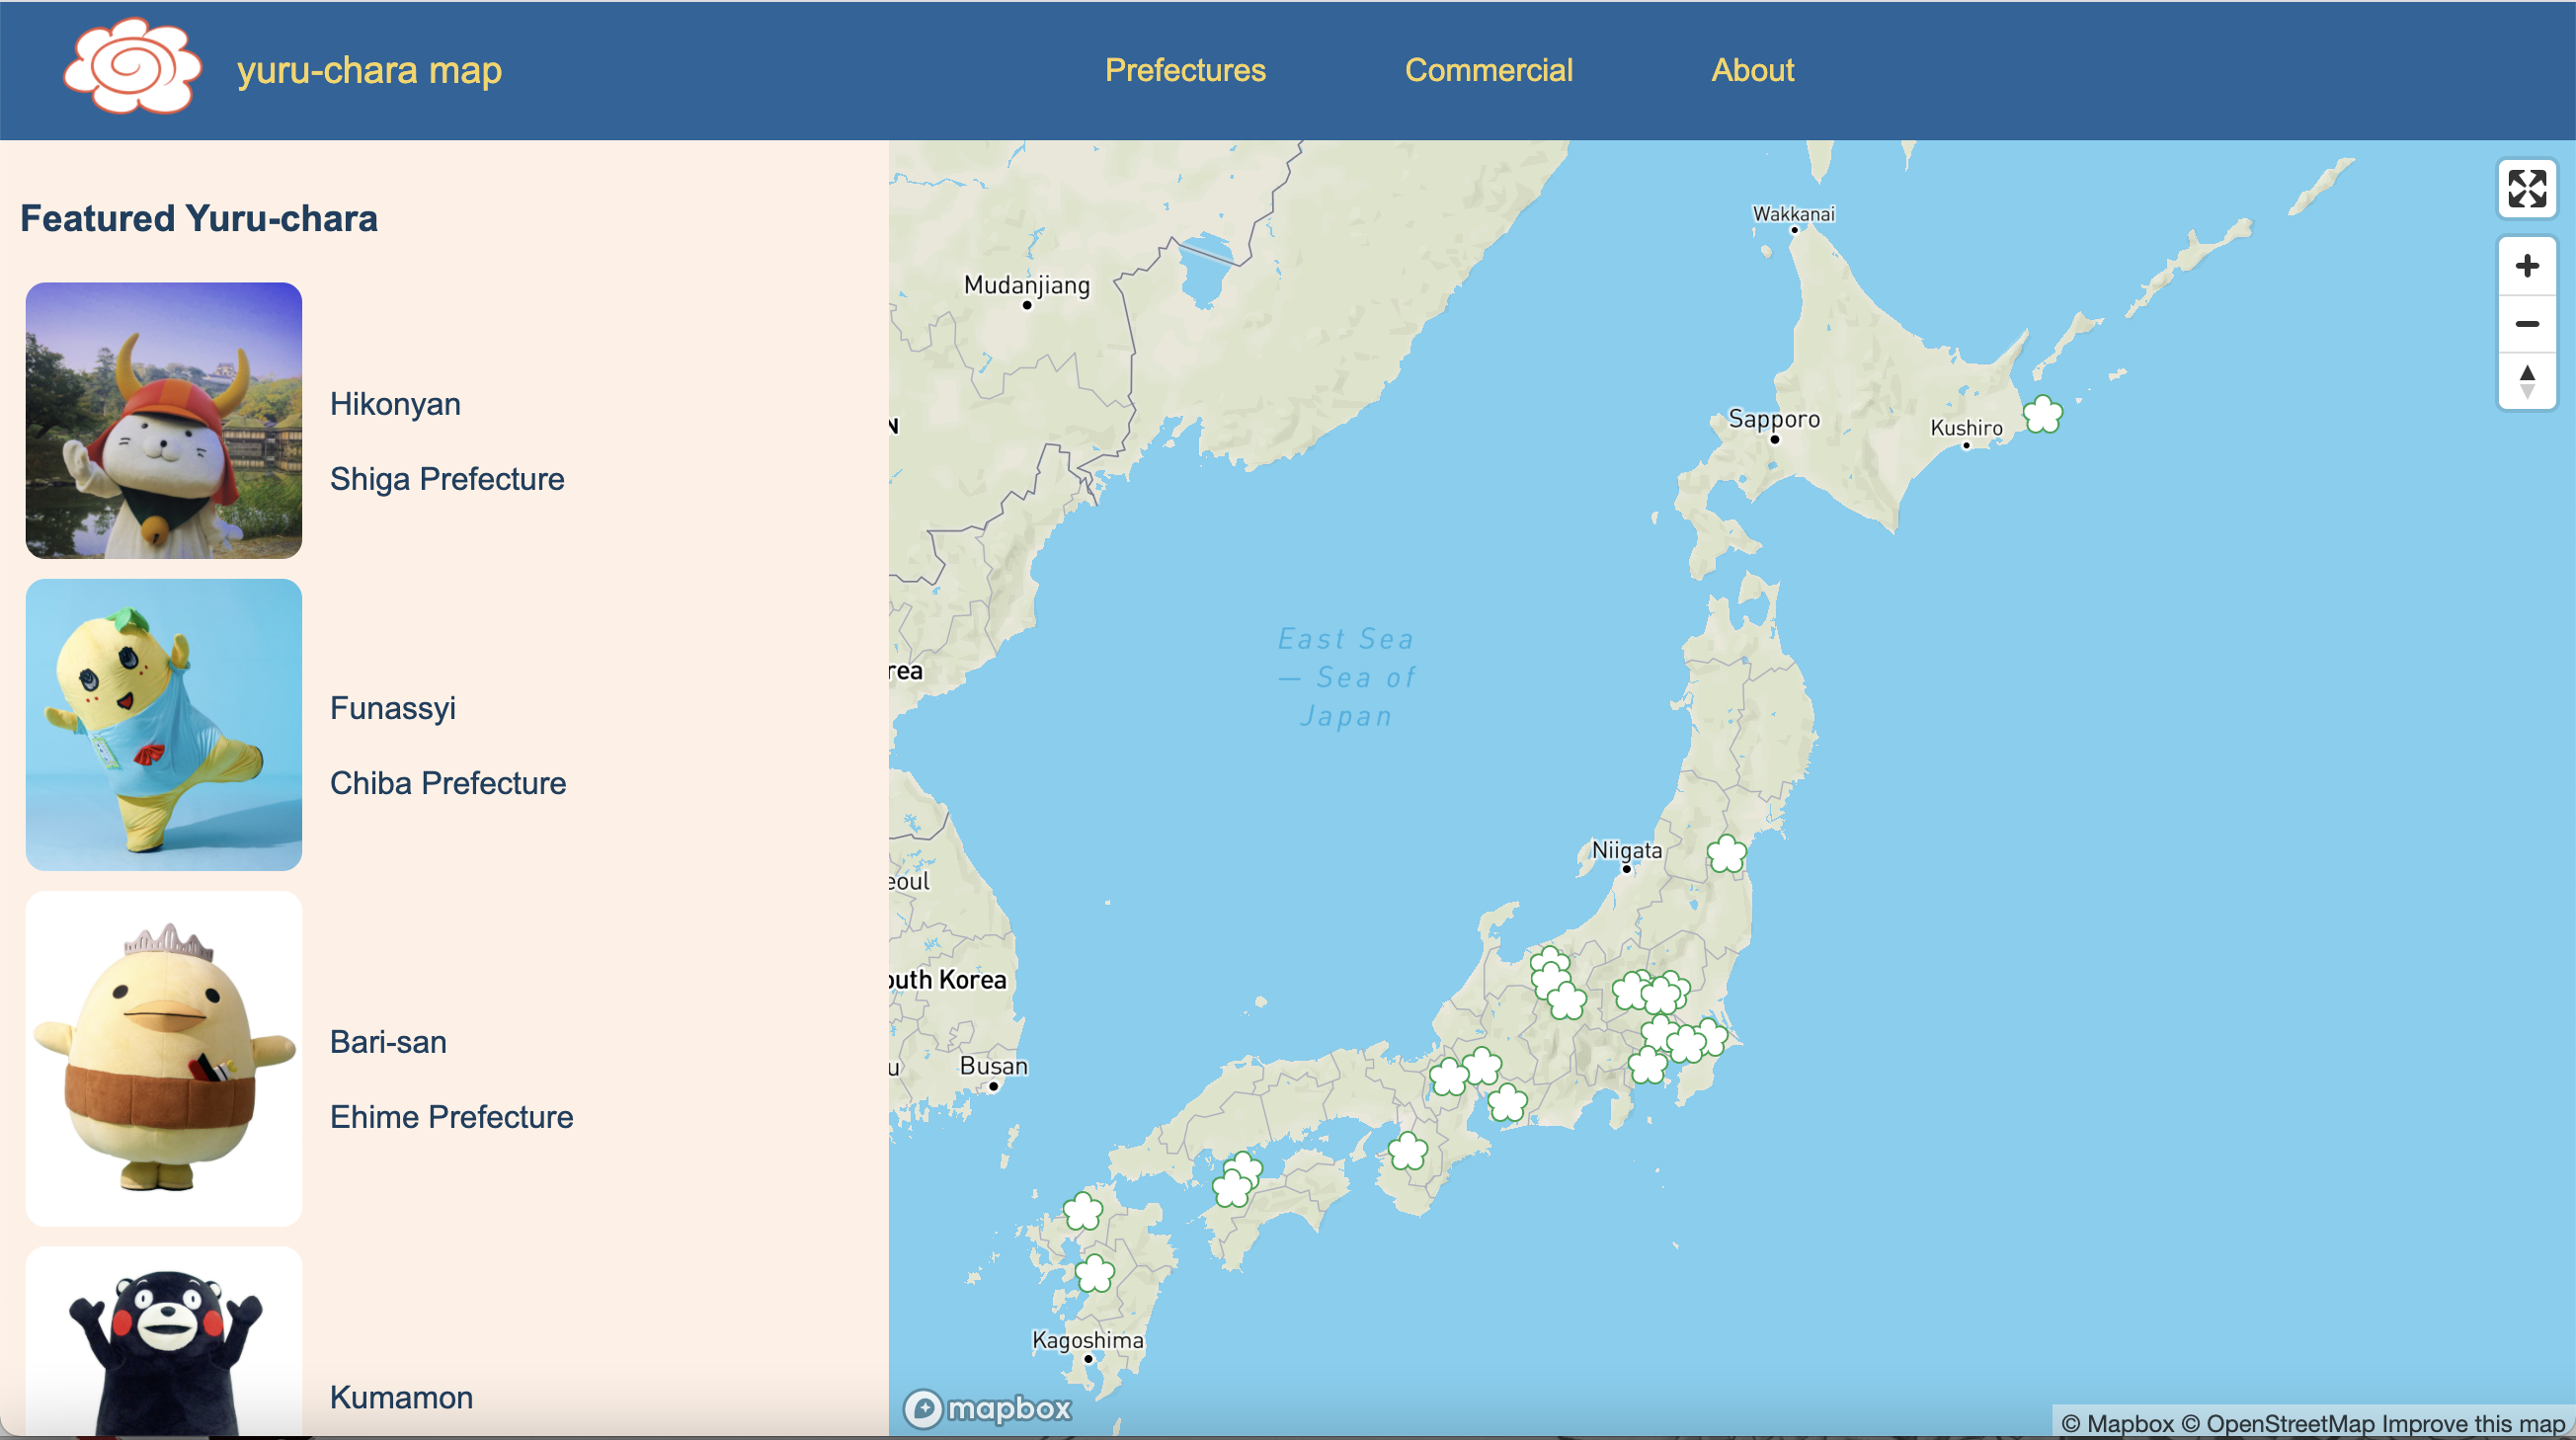 yuru-chara map
Prefectures
Commercial
About
Featured Yuru-chara
Hikonyan
Shiga Prefecture
Funassyi
Chiba Prefecture
Bari-san
Ehime Prefecture
Kumamon
Wakkanai
Mudanjiang
N
Sapporo
Kushiro
East Sea
— Sea of
Japan
rea
Niigata
eoul
outh Korea
u
Busan
Kagoshima
mapbox
© Mapbox © OpenStreetMap Improve this map